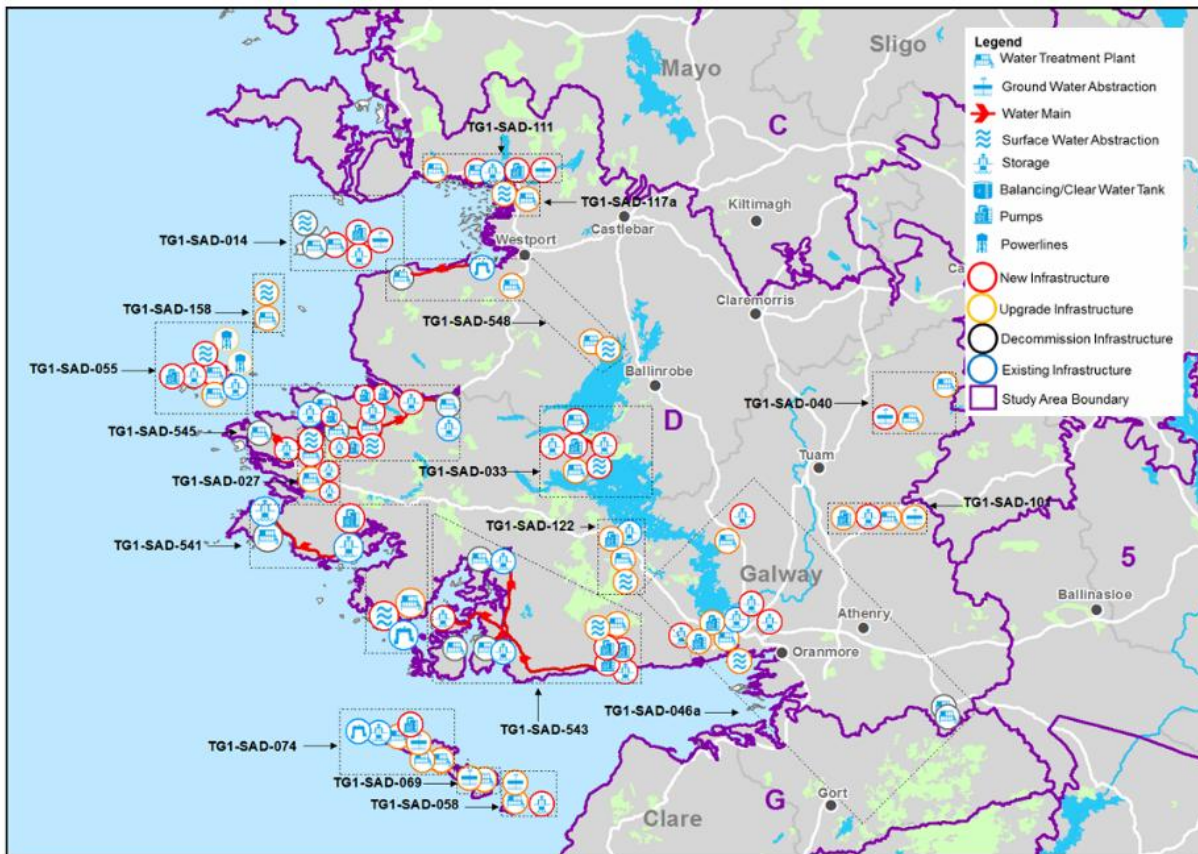 Sligo
Mayo
Legend
Water Treatment Plant
Ground Water Abstraction
Water Main
Surface Water Abstraction
Storage
Balancing/Clear Water Tank
Pumps
Powerlines
New Infrastructure
Upgrade Infrastructure
Decommission Infrastructure
Existing Infrastructure
Study Area Boundary
TG1-SAD-111
C
TG1-SAD-117a
Kiltimagh
Castlebar
TG1-SAD-014
Westport
Ca
Claremorris
TG1-SAD-158
TG1-SAD-548
TG1-SAD-055
Ballinrobe
TG1-SAD-040
D
TG1-SAD-545
Tuam
TG1-SAD-033
TG1-SAD-027
TG1-SAD-101
TG1-SAD-122
TG1-SAD-541
5
Galway
Ballinasloe
Athenry
Oranmore
TG1-SAD-046a
TG1-SAD-543
TG1-SAD-074
TG1-SAD-069
Gort
TG1-SAD-058
G
Clare